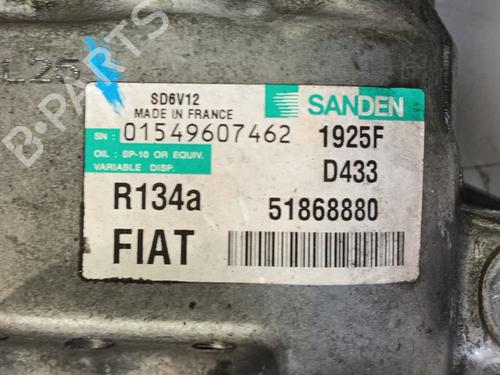 L25
B-PARTS
SD6V12
MADE IN FRANCE
SANDEN
SN: 01549607462
1925F
OIL : SP-10 OR EQUIV.
VARIABLE DISP.
D433
R134a
51868880
FIAT